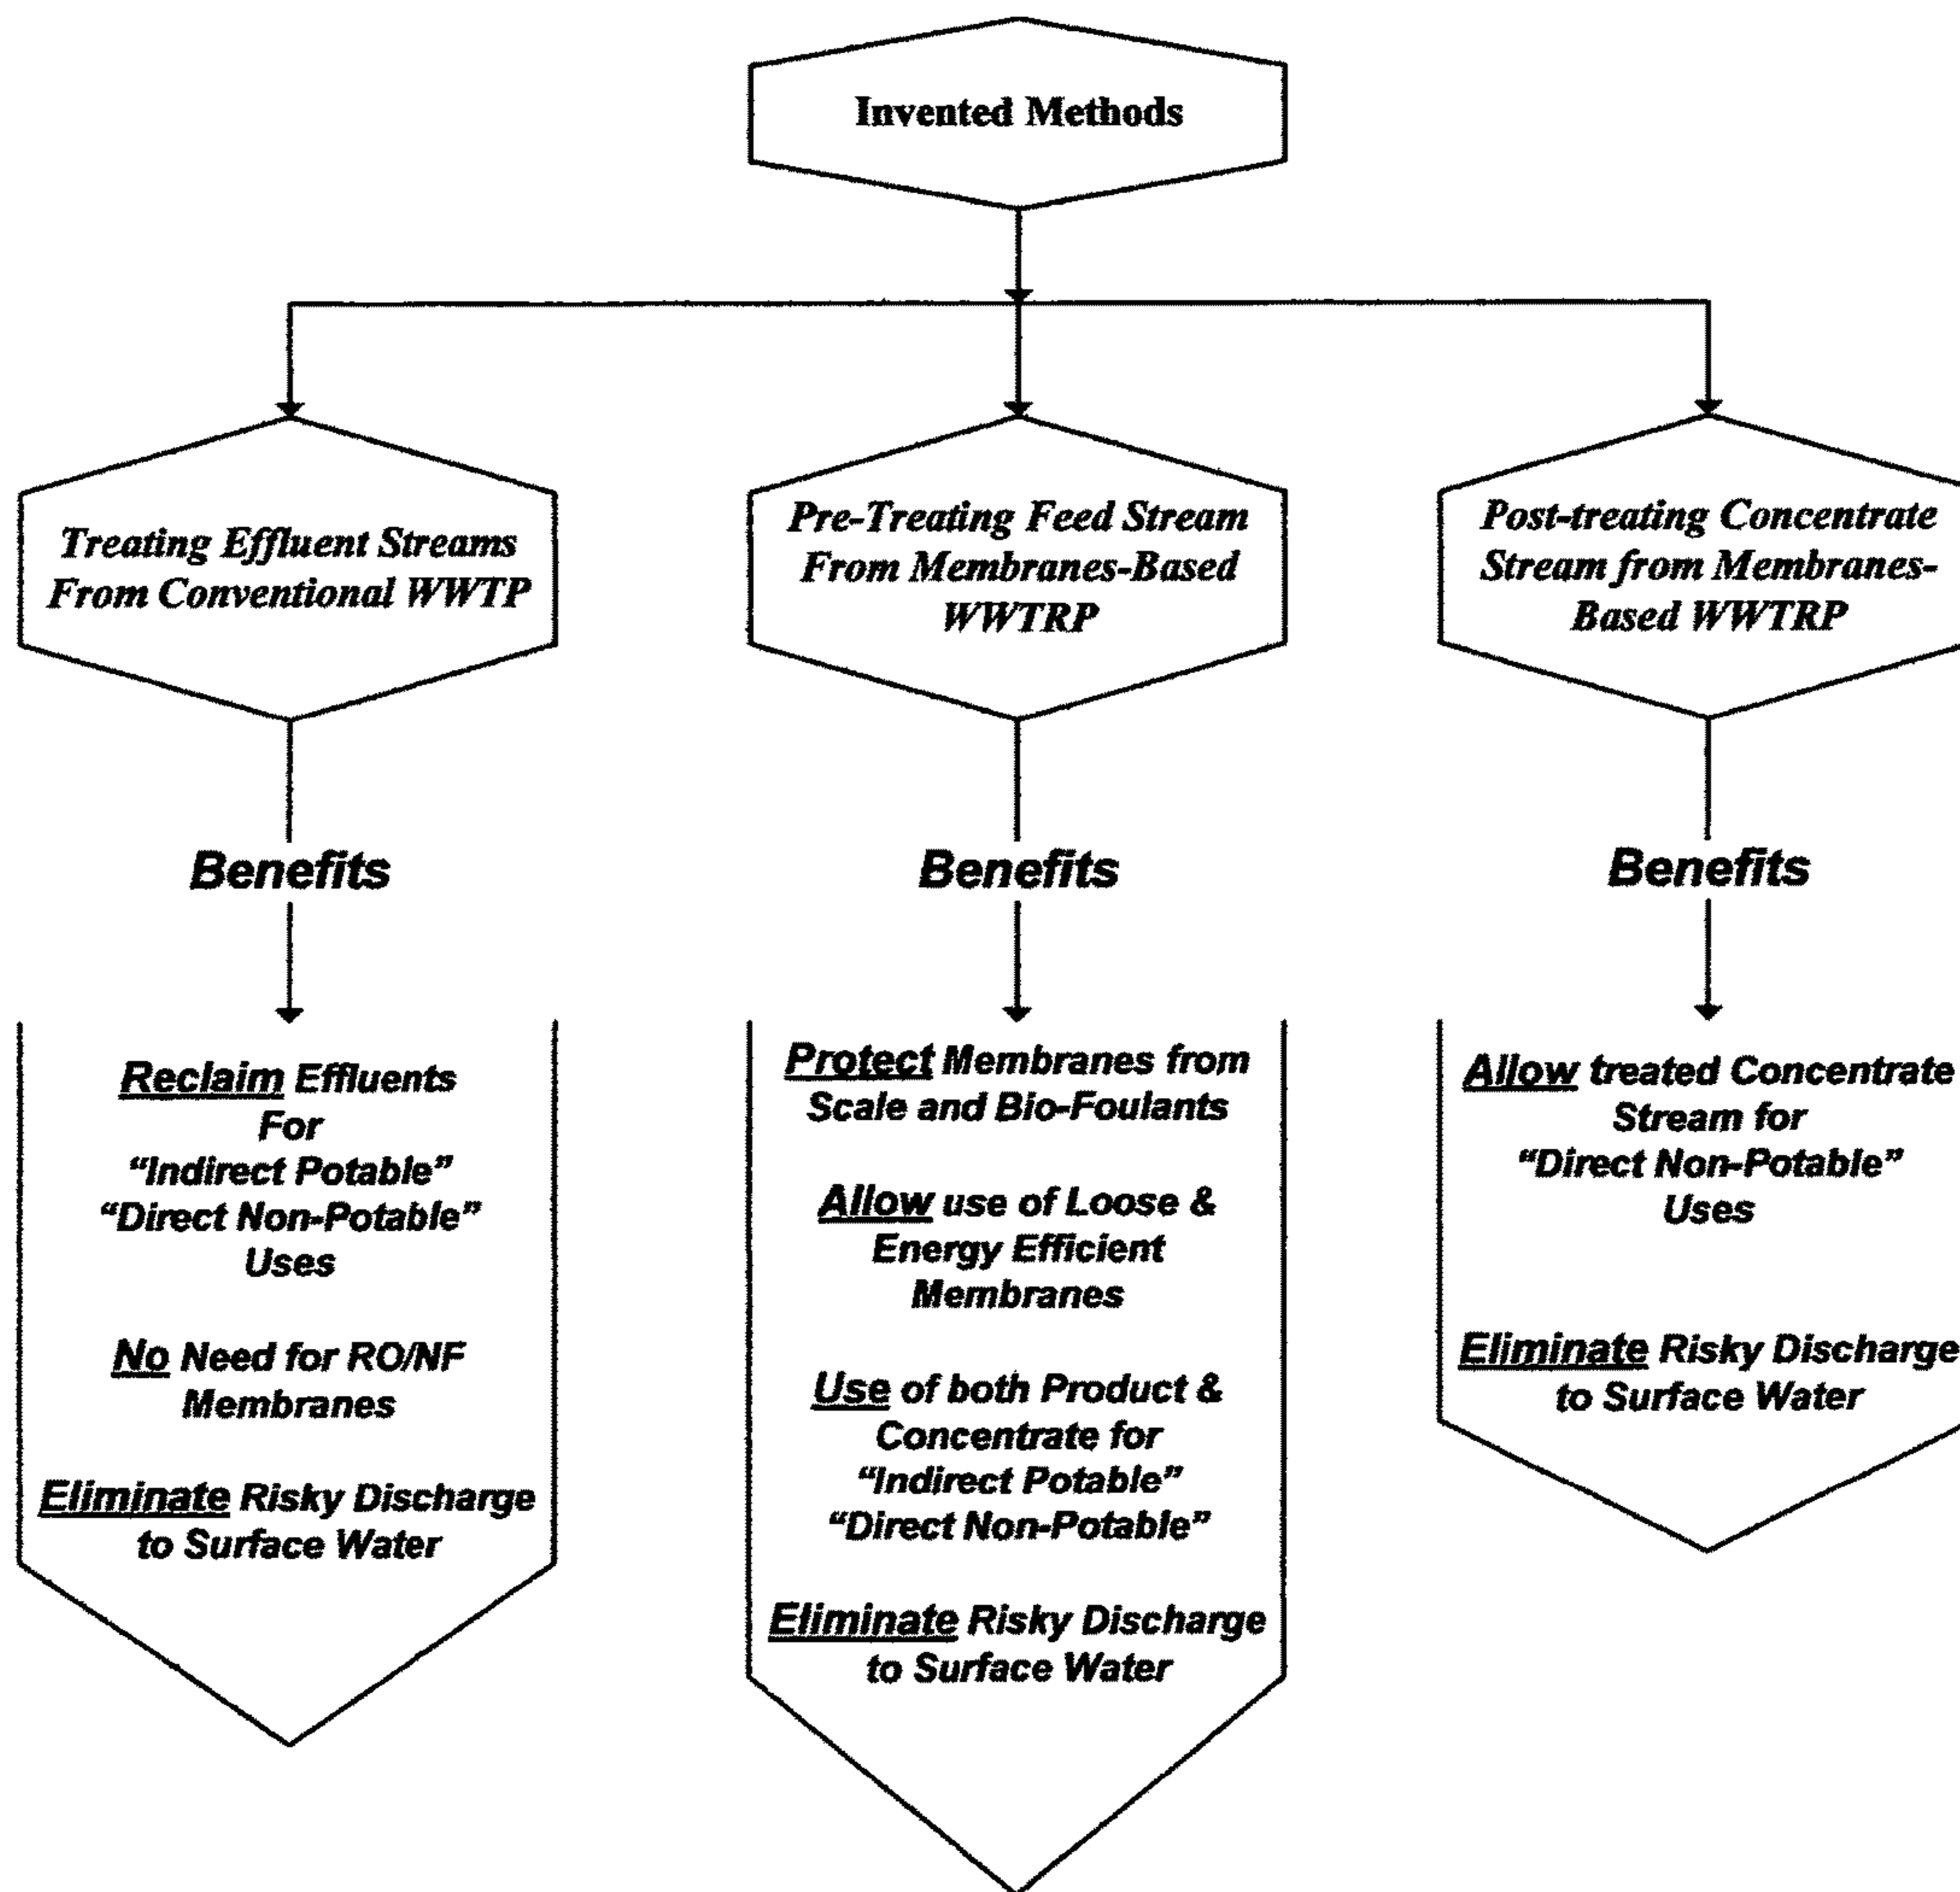 Invented Methods
Treating Effluent Streams
From Conventional WWTP
Pre-Treating Feed Stream
From Membranes-Based
WWTRP
Post-treating Concentrate
Stream from Membranes-
Based WWTRP
Benefits
Benefits
Benefits
Reclaim Effluents
For
“Indirect Potable”
“Direct Non-Potable”
Uses
No Need for RO/NF
Membranes
Eliminate Risky Discharge
to Surface Water
Protect Membranes from
Scale and Bio-Foulants
Allow use of Loose &
Energy Efficient
Membranes
Use of both Product &
Concentrate for
“Indirect Potable”
“Direct Non-Potable”
Eliminate Risky Discharge
to Surface Water
Allow treated Concentrate
Stream for
“Direct Non-Potable”
Uses
Eliminate Risky Discharge
to Surface Water